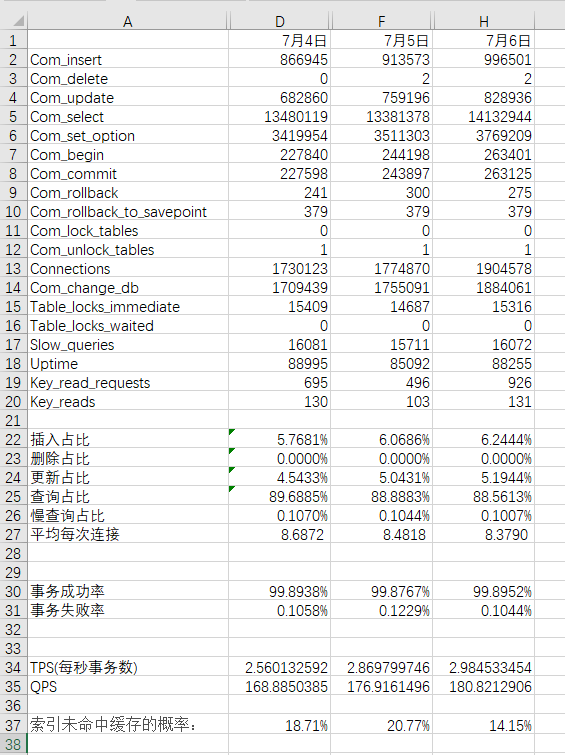 A D F H
1 7月4日 7月5日 7月6日
2 Com_insert 866945 913573 996501
3 Com_delete 0 2 2
4 Com_update 682860 759196 828936
5 Com_select 13480119 13381378 14132944
6 Com_set_option 3419954 3511303 3769209
7 Com_begin 227840 244198 263401
8 Com_commit 227598 243897 263125
9 Com_rollback 241 300 275
10 Com_rollback_to_savepoint 379 379 379
11 Com_lock_tables 0 0 0
12 Com_unlock_tables 1 1 1
13 Connections 1730123 1774870 1904578
14 Com_change_db 1709439 1755091 1884061
15 Table_locks_immediate 15409 14687 15316
16 Table_locks_waited 0 0 0
17 Slow_queries 16081 15711 16072
18 Uptime 88995 85092 88255
19 Key_read_requests 695 496 926
20 Key_reads 130 103 131
21
22 插入占比 5.7681% 6.0686% 6.2444%
23 删除占比 0.0000% 0.0000% 0.0000%
24 更新占比 4.5433% 5.0431% 5.1944%
25 查询占比 89.6885% 88.8883% 88.5613%
26 慢查询占比 0.1070% 0.1044% 0.1007%
27 平均每次连接 8.6872 8.4818 8.3790
28
29
30 事务成功率 99.8938% 99.8767% 99.8952%
31 事务失败率 0.1058% 0.1229% 0.1044%
32
33
34 TPS(每秒事务数) 2.560132592 2.869799746 2.984533454
35 QPS 168.8850385 176.9161496 180.8212906
36
37 索引未命中缓存的概率： 18.71% 20.77% 14.15%
38